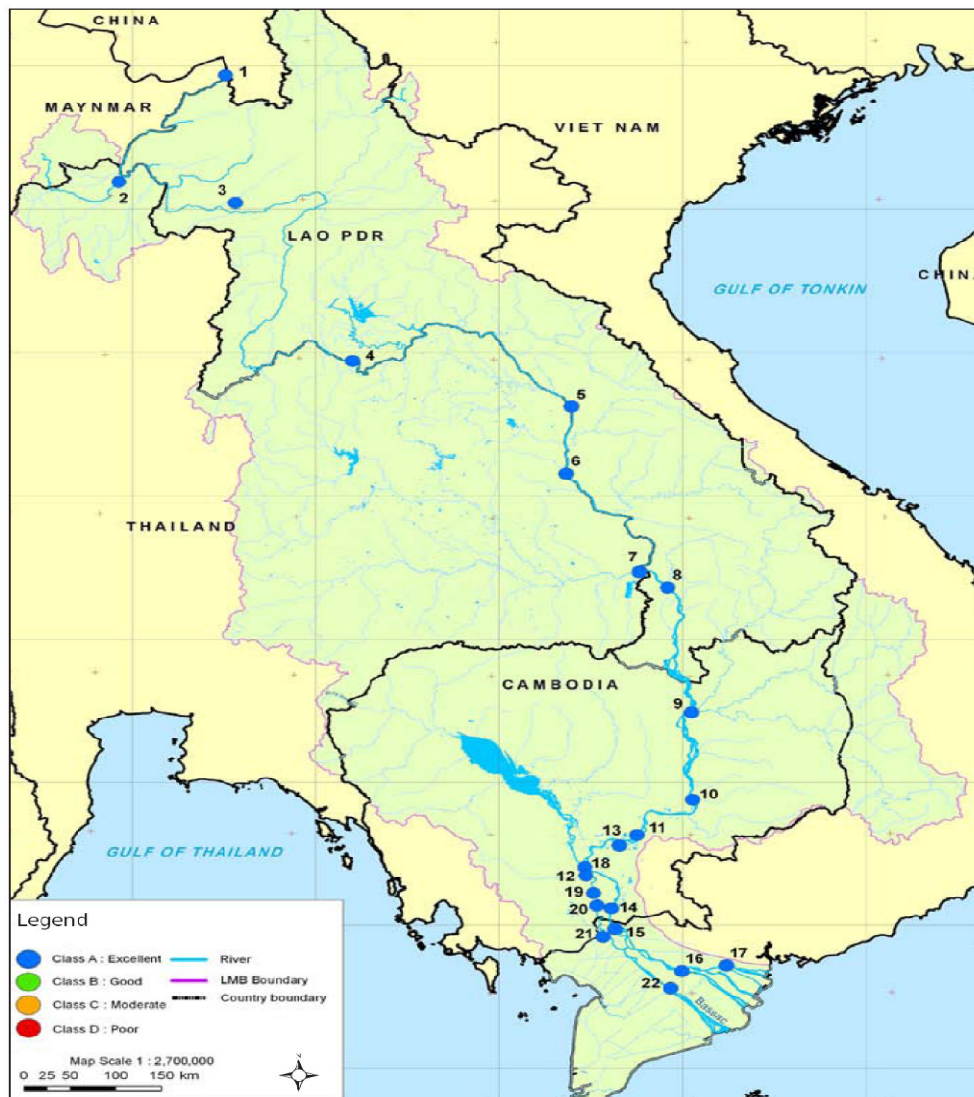 CHINA
1
MAYNMAR
VIET NAM
2
3
LAO PDR
CHINA
GULF OF TONKIN
4
5
6
THAILAND
7
8
CAMBODIA
9
10
11
13
GULF OF THAILAND
18
12
19
20
14
21
15
16
17
22
Bassac
Legend
Class A : Excellent
River
Class B : Good
LMB Boundary
Class C : Moderate
Country boundary
Class D : Poor
Map Scale 1 : 2,700,000
0 25 50 100 150 km
N